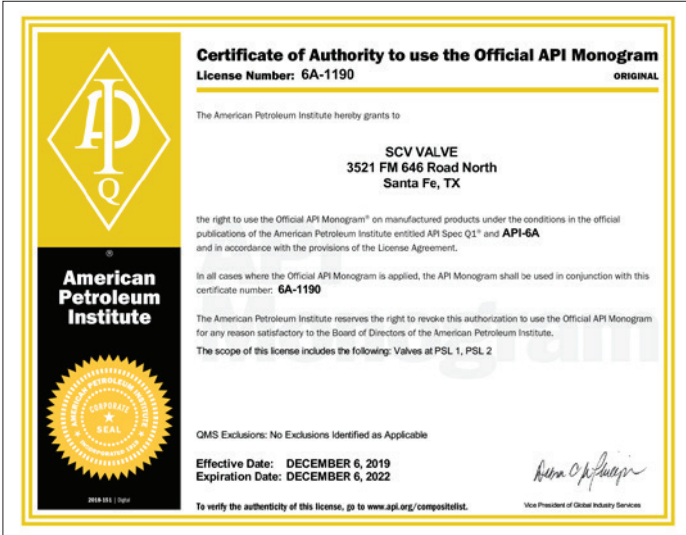 Certificate of Authority to use the Official API Monogram
License Number: 6A-1190
ORIGINAL
The American Petroleum Institute hereby grants to
SCV VALVE
3521 FM 646 Road North
Santa Fe, TX
the right to use the Official API Monogram® on manufactured products under the conditions in the official
publications of the American Petroleum Institute entitled API Spec Q1® and API-6A
and in accordance with the provisions of the License Agreement.
In all cases where the Official API Monogram is applied, the API Monogram shall be used in conjunction with this
certificate number: 6A-1190
The American Petroleum Institute reserves the right to revoke this authorization to use the Official API Monogram
for any reason satisfactory to the Board of Directors of the American Petroleum Institute.
The scope of this license includes the following: Valves at PSL 1, PSL 2
QMS Exclusions: No Exclusions Identified as Applicable
Effective Date: DECEMBER 6, 2019
Expiration Date: DECEMBER 6, 2022
To verify the authenticity of this license, go to www.api.org/compositelist.
Vice President of Global Industry Services
API
Q
®
American
Petroleum
Institute
AMERICAN PETROLEUM INSTITUTE
CORPORATE
SEAL
INCORPORATED 1919
2018-151 | Digital
API
Monogram